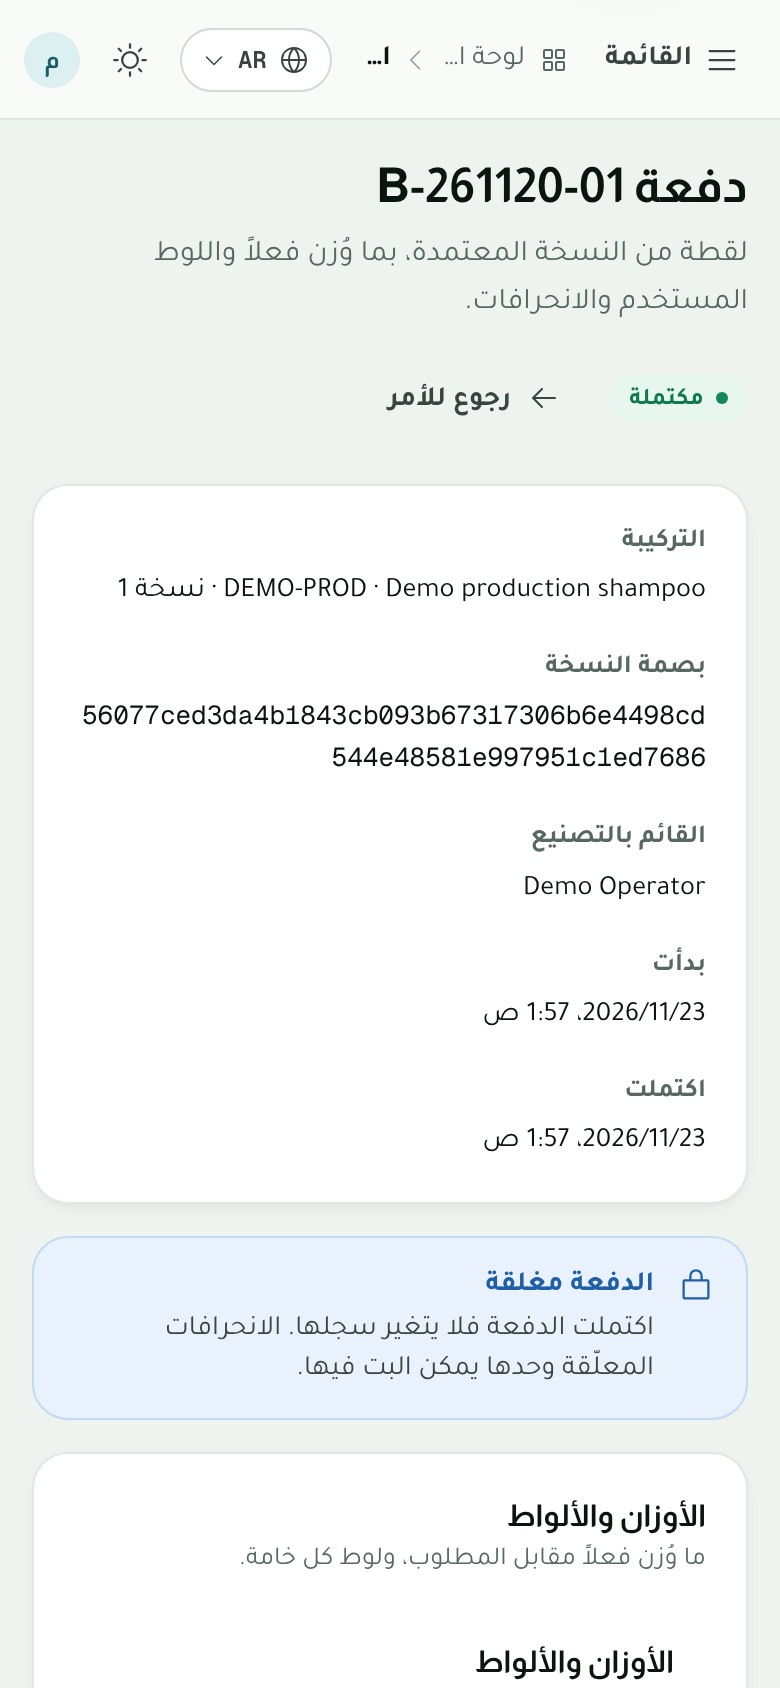 القائمة
لوحة ا...
ا...
AR
م
دفعة B-261120-01
لقطة من النسخة المعتمدة، بما وُزن فعلاً واللوط
المستخدم والانحرافات.
مكتملة
رجوع للأمر
التركيبة
DEMO-PROD · Demo production shampoo · نسخة 1
بصمة النسخة
56077ced3da4b1843cb093b67317306b6e4498cd
544e48581e997951c1ed7686
القائم بالتصنيع
Demo Operator
بدأت
2026/11/23، 1:57 ص
اكتملت
2026/11/23، 1:57 ص
الدفعة مغلقة
اكتملت الدفعة فلا يتغير سجلها. الانحرافات
المعلّقة وحدها يمكن البت فيها.
الأوزان والألواط
ما وُزن فعلاً مقابل المطلوب، ولوط كل خامة.
الأوزان والألواط